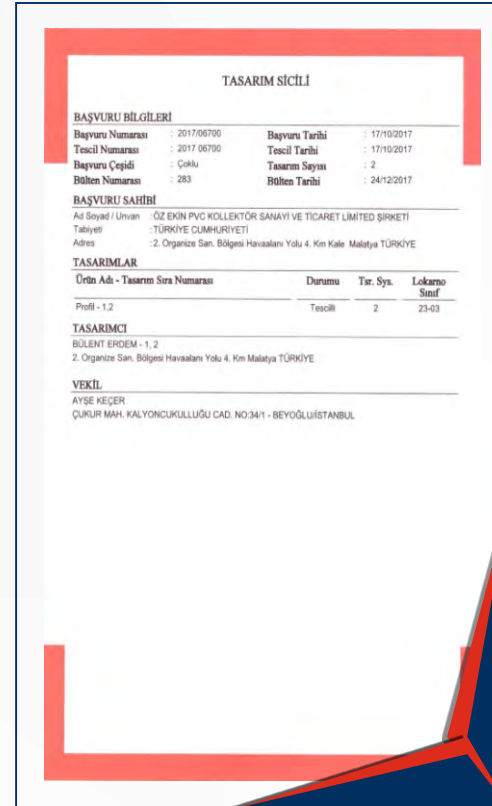 TASARIM SİCİLİ
BAŞVURU BİLGİLERİ
Başvuru Numarası : 2017/06700 Başvuru Tarihi : 17/10/2017
Tescil Numarası : 2017 06700 Tescil Tarihi : 17/10/2017
Başvuru Çeşidi : Çoklu Tasarım Sayısı : 2
Bülten Numarası : 283 Bülten Tarihi : 24/12/2017
BAŞVURU SAHİBİ
Ad Soyad / Unvan : ÖZ EKİN PVC KOLLEKTÖR SANAYİ VE TİCARET LİMİTED ŞİRKETİ
Tabiyeti : TÜRKİYE CUMHURİYETİ
Adres : 2. Organize San. Bölgesi Havaalanı Yolu 4. Km Kale Malatya TÜRKİYE
TASARIMLAR
Ürün Adı - Tasarım Sıra Numarası Durumu Tsr. Sys. Lokarno Sınıf
Profil - 1,2 Tescilli 2 23-03
TASARIMCI
BÜLENT ERDEM - 1, 2
2. Organize San. Bölgesi Havaalanı Yolu 4. Km Malatya TÜRKİYE
VEKİL
AYŞE KEÇER
ÇUKUR MAH. KALYONCUKULLUĞU CAD. NO:34/1 - BEYOĞLU/İSTANBUL